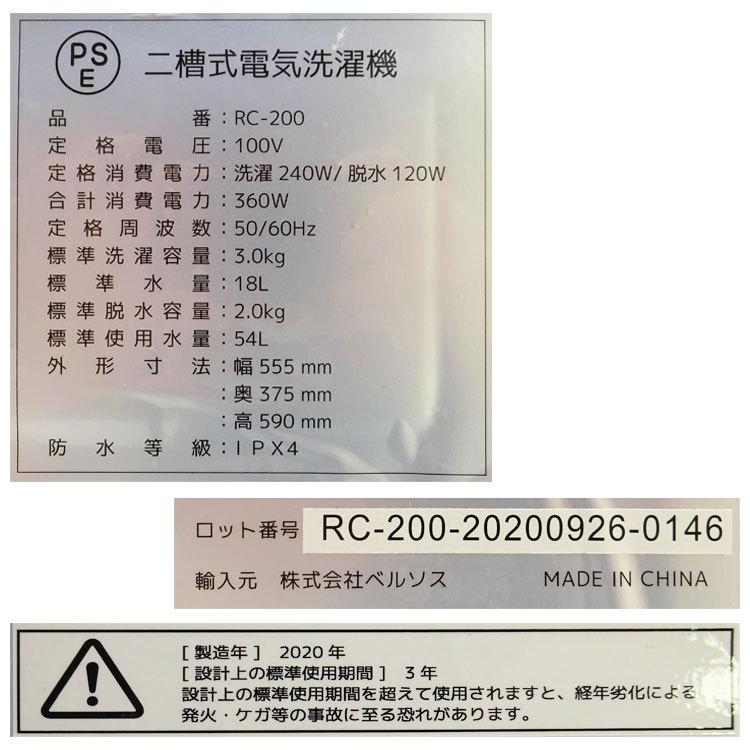 PS
E
二槽式電気洗濯機
品番：RC-200
定格電圧：100V
定格消費電力：洗濯240W/脱水120W
合計消費電力：360W
定格周波数：50/60Hz
標準洗濯容量：3.0kg
標準水量：18L
標準脱水容量：2.0kg
標準使用水量：54L
外形寸法：幅 555 mm
：奥 375 mm
：高 590 mm
防水等級：IPX4
ロット番号 RC-200-20200926-0146
輸入元 株式会社ベルソス MADE IN CHINA
[ 製造年 ] 2020 年
[ 設計上の標準使用期間 ] 3 年
設計上の標準使用期間を超えて使用されますと、経年劣化による
発火・ケガ等の事故に至る恐れがあります。